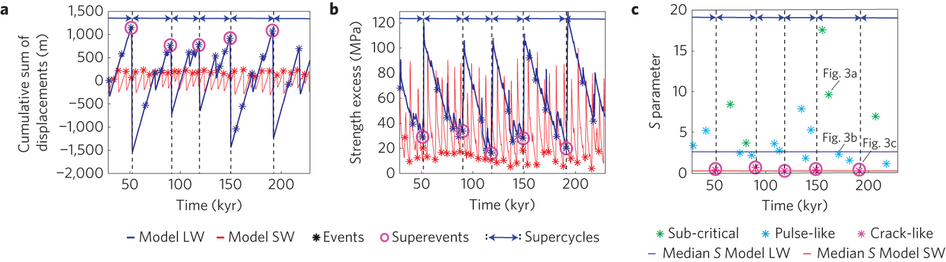 a
Cumulative sum of
displacements (m)
1,500
1,000
500
0
−500
−1,000
−1,500
−2,000
50 100 150 200
Time (kyr)
b
Strength excess (MPa)
120
100
80
60
40
20
0
50 100 150 200
Time (kyr)
c
S parameter
20
15
10
5
0
Fig. 3a
Fig. 3b
Fig. 3c
50 100 150 200
Time (kyr)
Model LW Model SW Events Superevents Supercycles
Sub-critical Pulse-like Crack-like
Median S Model LW Median S Model SW